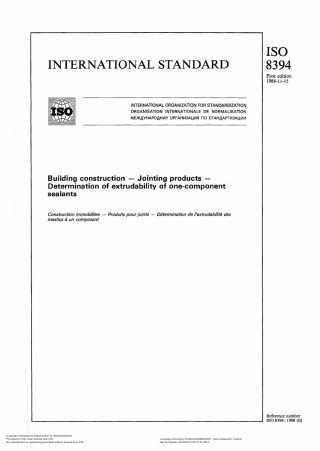 INTERNATIONAL STANDARD
ISO
8394
First edition
1988-11-15
ISO
INTERNATIONAL ORGANIZATION FOR STANDARDIZATION
ORGANISATION INTERNATIONALE DE NORMALISATION
МЕЖДУНАРОДНАЯ ОРГАНИЗАЦИЯ ПО СТАНДАРТИЗАЦИИ
Building construction — Jointing products —
Determination of extrudability of one-component
sealants
Construction immobilière — Produits pour joints — Détermination de l'extrudabilité des
mastics à un composant
Reference number
ISO 8394 : 1988 (E)